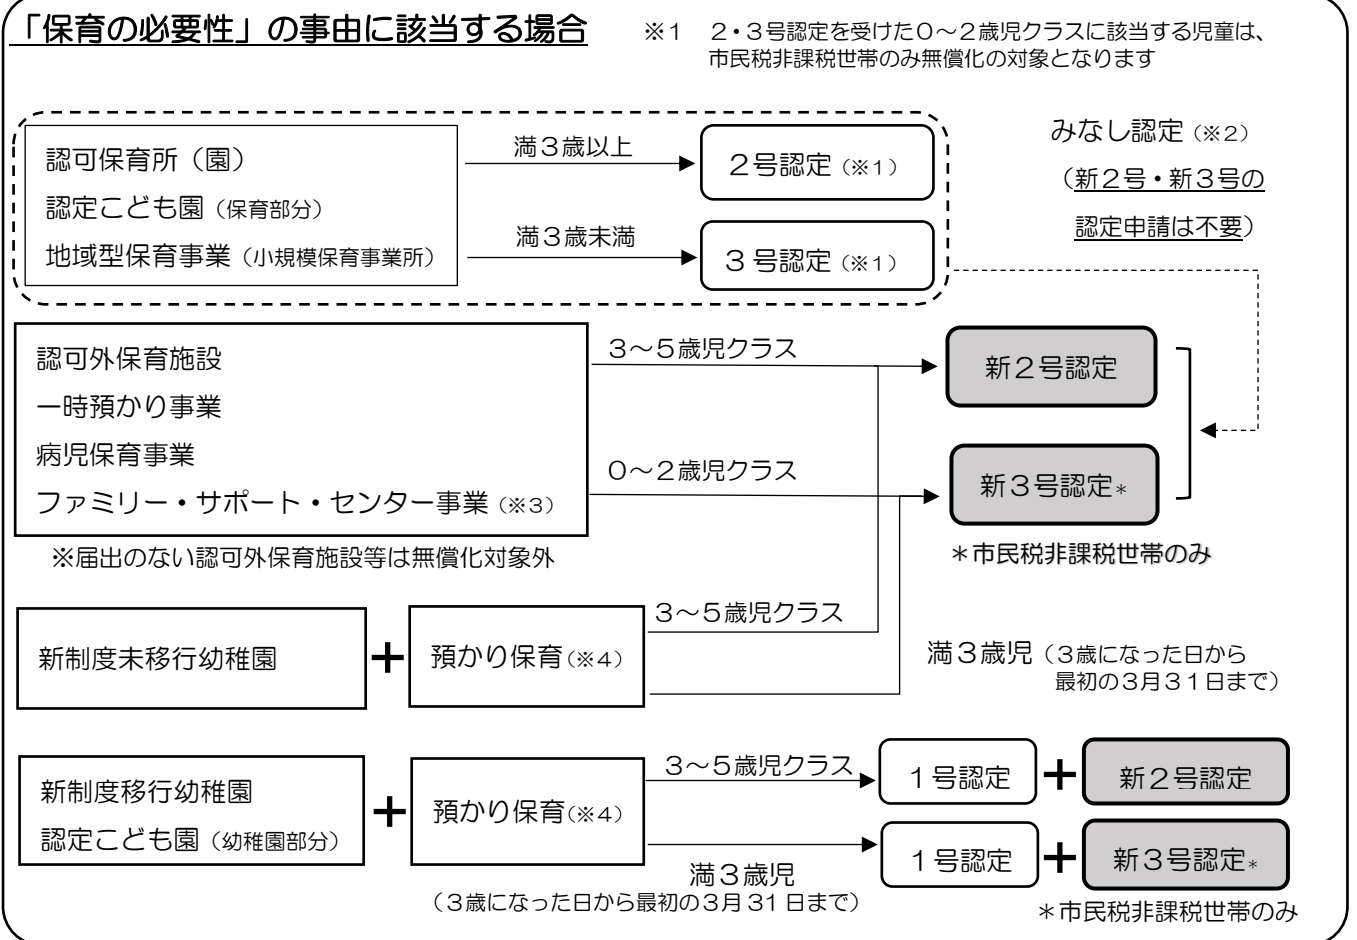 「保育の必要性」の事由に該当する場合
※１　２・３号認定を受けた０～２歳児クラスに該当する児童は、
市民税非課税世帯のみ無償化の対象となります
認可保育所（園）
認定こども園（保育部分）
地域型保育事業（小規模保育事業所）
満３歳以上
２号認定（※１）
満３歳未満
３号認定（※１）
みなし認定（※２）
（新２号・新３号の
認定申請は不要）
認可外保育施設
一時預かり事業
病児保育事業
ファミリー・サポート・センター事業（※３）
３～５歳児クラス
新２号認定
０～２歳児クラス
新３号認定＊
※届出のない認可外保育施設等は無償化対象外
＊市民税非課税世帯のみ
新制度未移行幼稚園
＋
預かり保育（※４）
３～５歳児クラス
満３歳児（３歳になった日から
最初の３月３１日まで）
新制度移行幼稚園
認定こども園（幼稚園部分）
＋
預かり保育（※４）
３～５歳児クラス
１号認定
＋
新２号認定
満３歳児
（３歳になった日から最初の３月31日まで）
１号認定
＋
新３号認定＊
＊市民税非課税世帯のみ